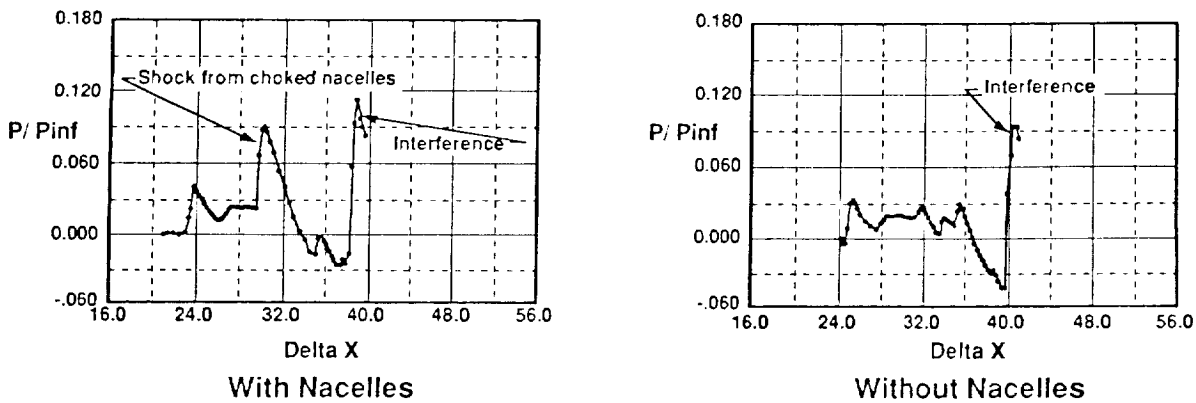 0.180
0.120
P/ Pinf
0.060
0.000
-.060
16.0 24.0 32.0 40.0 48.0 56.0
Shock from choked nacelles
Interference
Delta X
With Nacelles
0.180
0.120
P/ Pinf
0.060
0.000
-.060
16.0 24.0 32.0 40.0 48.0 56.0
Interference
Delta X
Without Nacelles